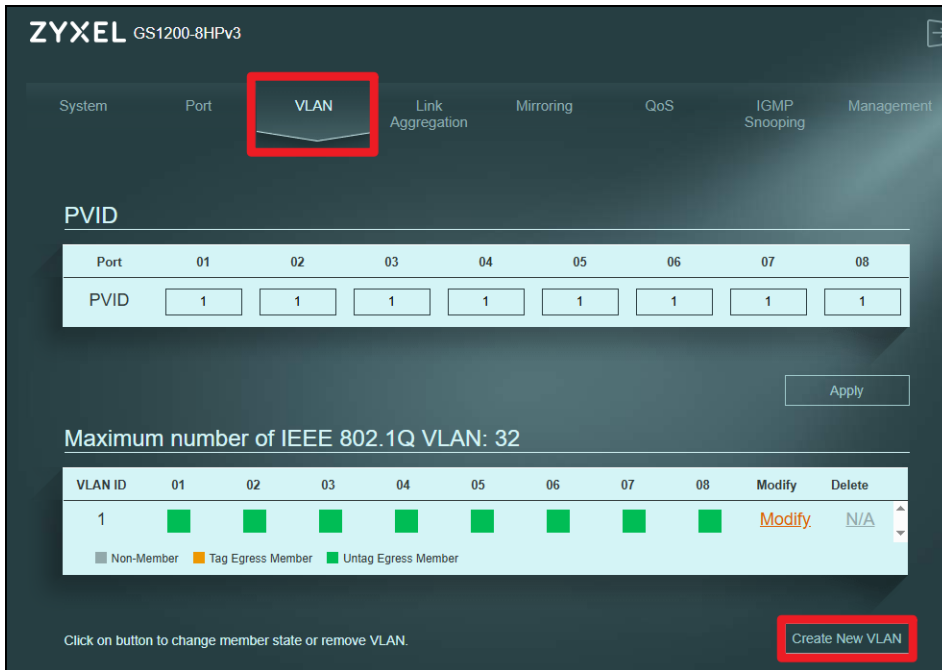 ZYXEL GS1200-8HPv3
System Port VLAN Link Aggregation Mirroring QoS IGMP Snooping Management
PVID
Port 01 02 03 04 05 06 07 08
PVID 1 1 1 1 1 1 1 1
Apply
Maximum number of IEEE 802.1Q VLAN: 32
VLAN ID 01 02 03 04 05 06 07 08 Modify Delete
1 Modify N/A
Non-Member Tag Egress Member Untag Egress Member
Click on button to change member state or remove VLAN.
Create New VLAN